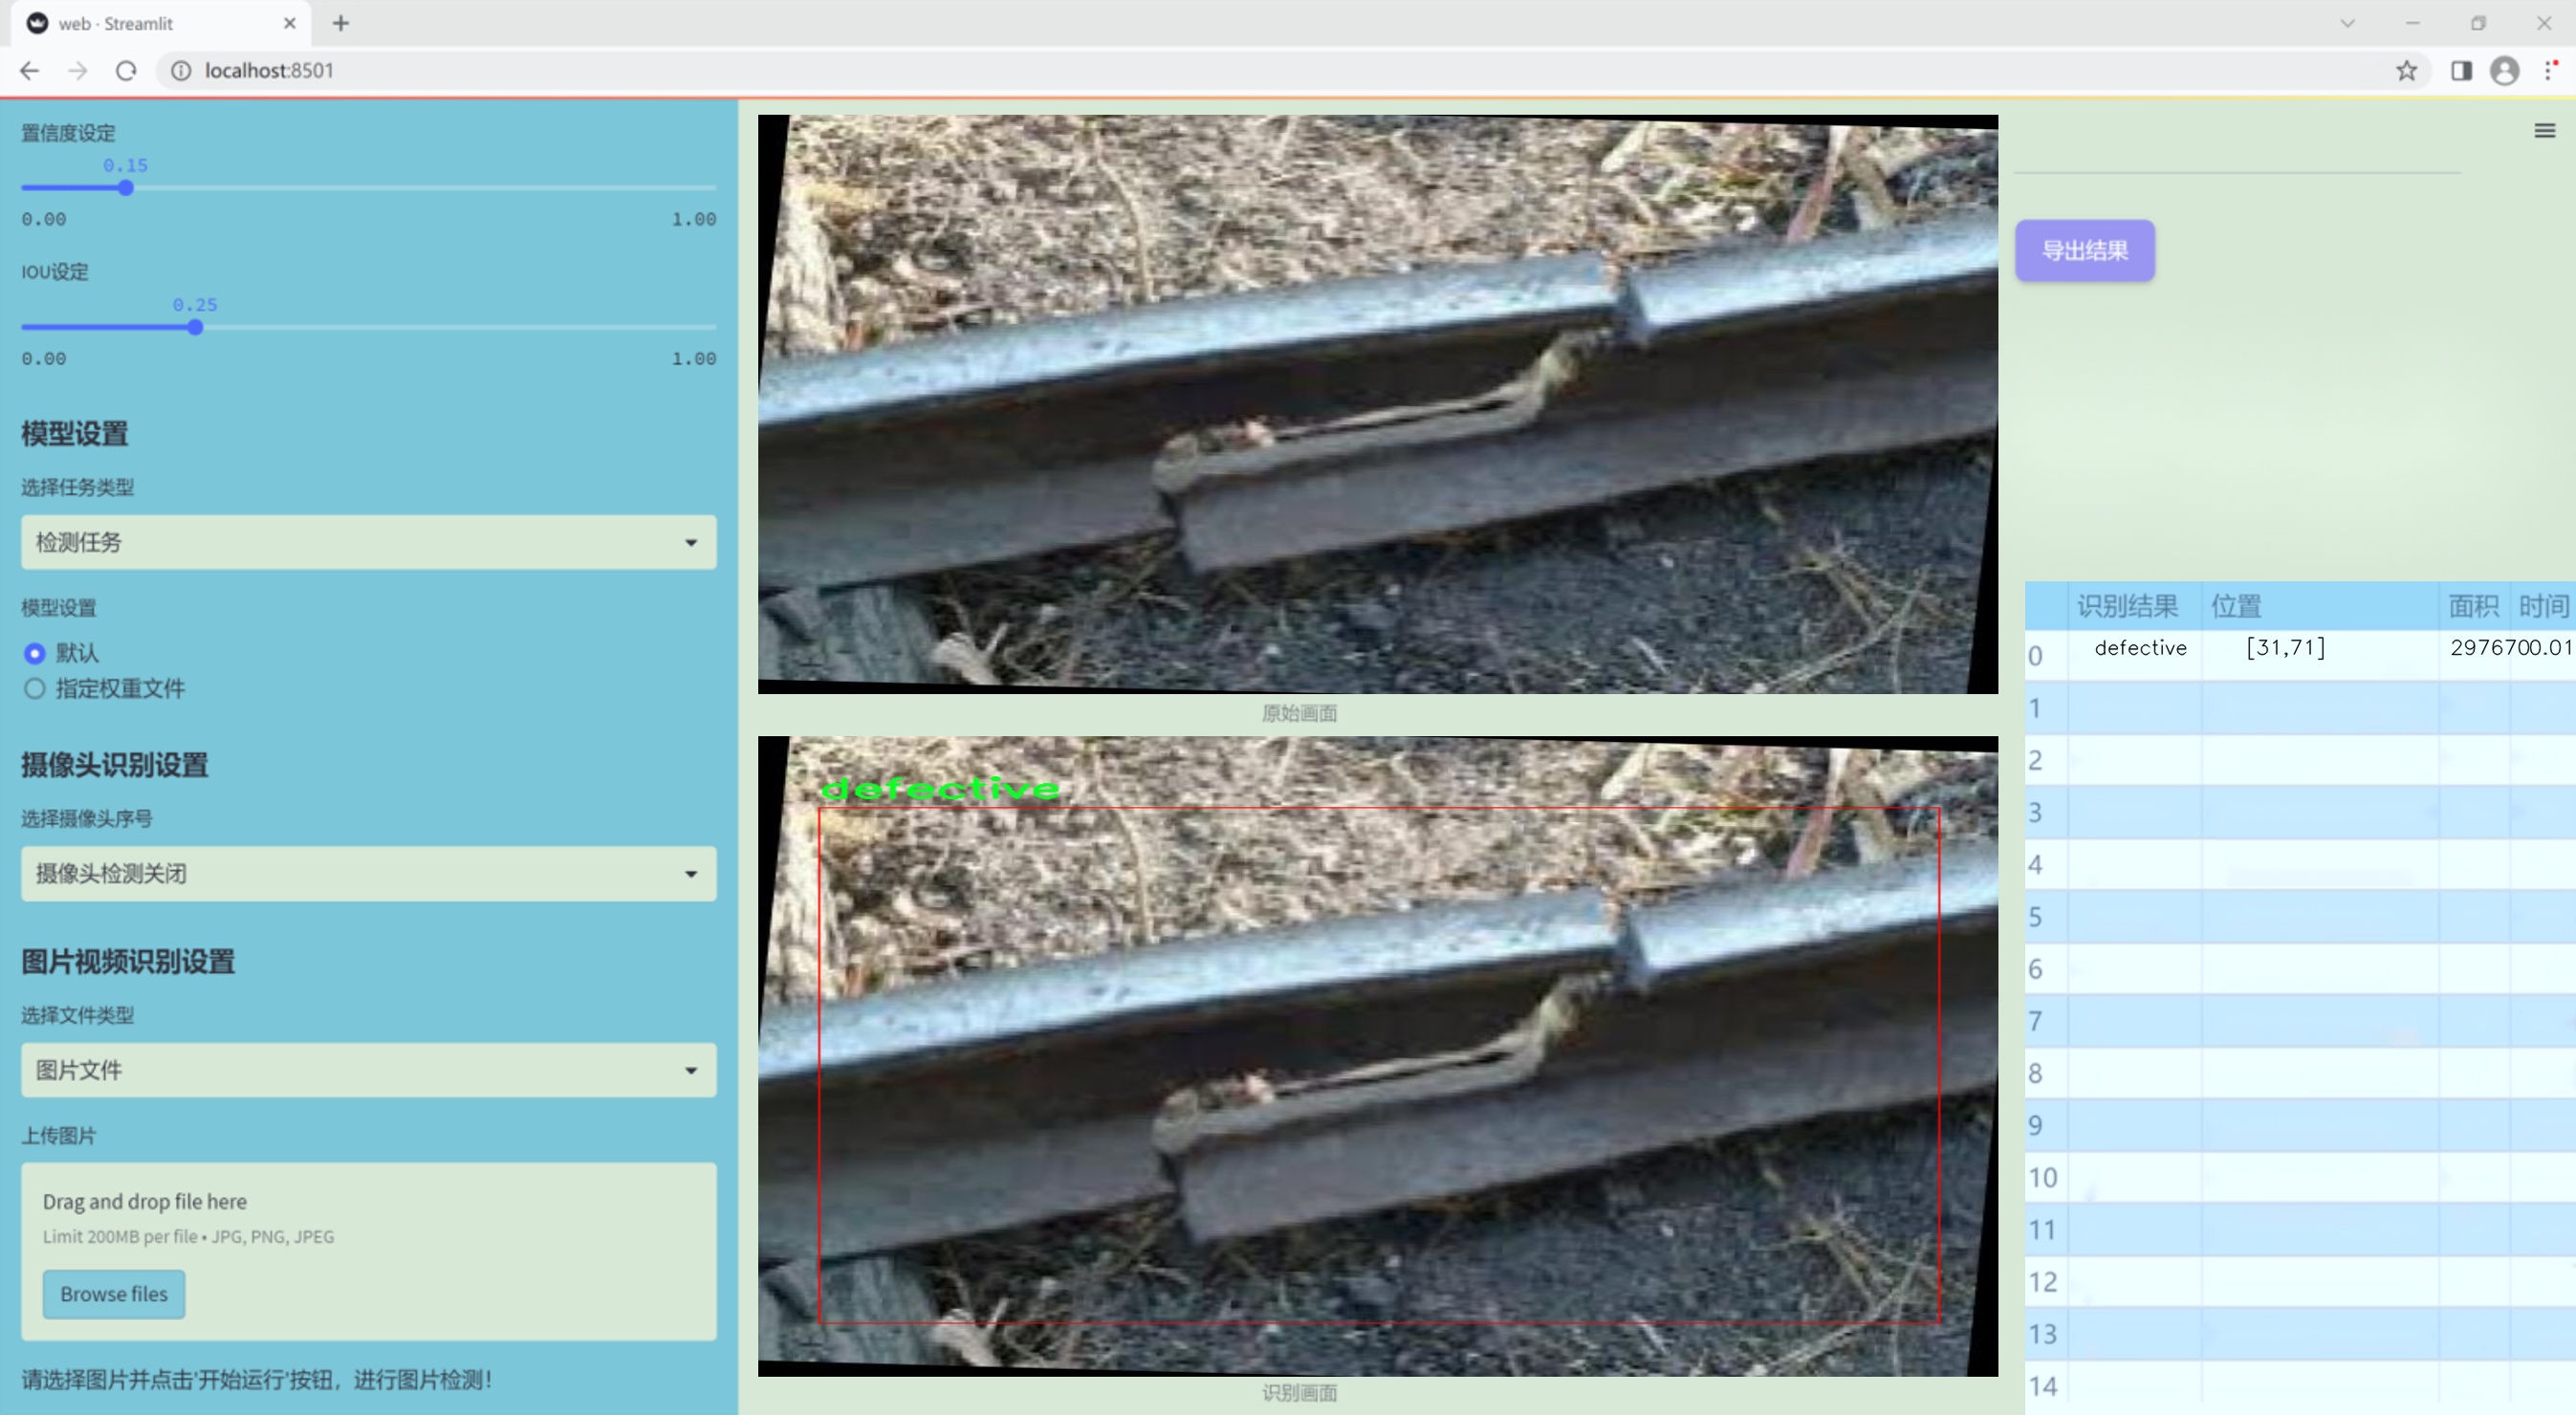 web · Streamlit
localhost:8501
置信度设定
0.15
0.00 1.00
IOU设定
0.25
0.00 1.00
模型设置
选择任务类型
检测任务
模型设置
默认
指定权重文件
摄像头识别设置
选择摄像头序号
摄像头检测关闭
图片视频识别设置
选择文件类型
图片文件
上传图片
Drag and drop file here
Limit 200MB per file • JPG, PNG, JPEG
Browse files
请选择图片并点击'开始运行'按钮，进行图片检测！
原始画面
defective
识别画面
导出结果
识别结果 位置 面积 时间
0 defective [31,71] 2976700.01
1
2
3
4
5
6
7
8
9
10
11
12
13
14